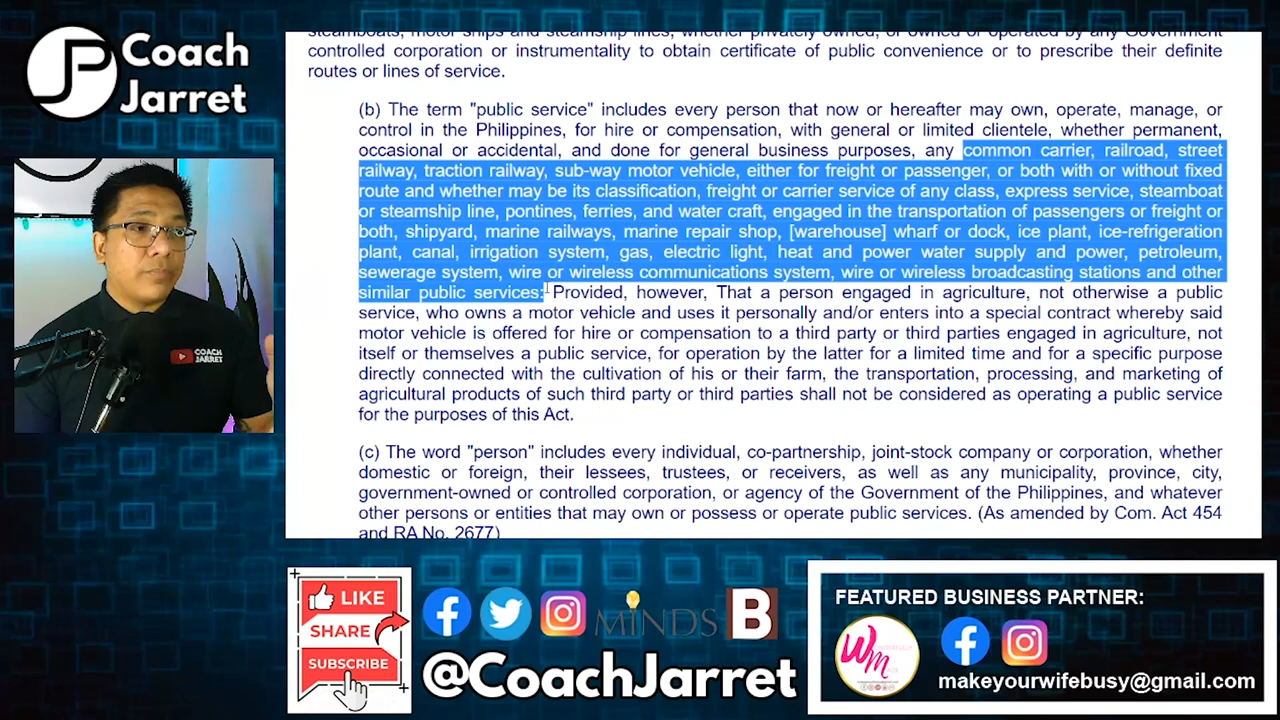 Coach
Jarret
steamboats, motor ships and steamship lines, whether privately owned, or owned or operated by any Government
controlled corporation or instrumentality to obtain certificate of public convenience or to prescribe their definite
routes or lines of service.
(b) The term "public service" includes every person that now or hereafter may own, operate, manage, or
control in the Philippines, for hire or compensation, with general or limited clientele, whether permanent,
occasional or accidental, and done for general business purposes, any common carrier, railroad, street
railway, traction railway, sub-way motor vehicle, either for freight or passenger, or both with or without fixed
route and whether may be its classification, freight or carrier service of any class, express service, steamboat
or steamship line, pontines, ferries, and water craft, engaged in the transportation of passengers or freight or
both, shipyard, marine railways, marine repair shop, [warehouse] wharf or dock, ice plant, ice-refrigeration
plant, canal, irrigation system, gas, electric light, heat and power water supply and power, petroleum,
sewerage system, wire or wireless communications system, wire or wireless broadcasting stations and other
similar public services: Provided, however, That a person engaged in agriculture, not otherwise a public
service, who owns a motor vehicle and uses it personally and/or enters into a special contract whereby said
motor vehicle is offered for hire or compensation to a third party or third parties engaged in agriculture, not
itself or themselves a public service, for operation by the latter for a limited time and for a specific purpose
directly connected with the cultivation of his or their farm, the transportation, processing, and marketing of
agricultural products of such third party or third parties shall not be considered as operating a public service
for the purposes of this Act.
(c) The word "person" includes every individual, co-partnership, joint-stock company or corporation, whether
domestic or foreign, their lessees, trustees, or receivers, as well as any municipality, province, city,
government-owned or controlled corporation, or agency of the Government of the Philippines, and whatever
other persons or entities that may own or possess or operate public services. (As amended by Com. Act 454
and RA No. 2677)
COACH
JARRET
LIKE
SHARE
SUBSCRIBE
MINDS
B
@CoachJarret
FEATURED BUSINESS PARTNER:
WM
makeyourwifebusy@gmail.com